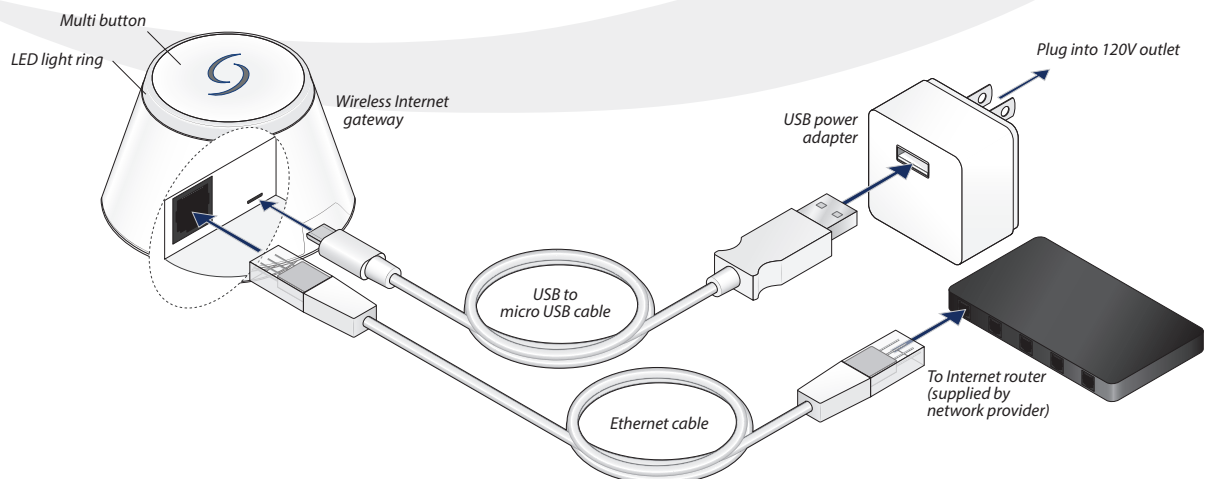 Multi button
LED light ring
Wireless Internet
gateway
Plug into 120V outlet
USB power
adapter
USB to
micro USB cable
To Internet router
(supplied by
network provider)
Ethernet cable